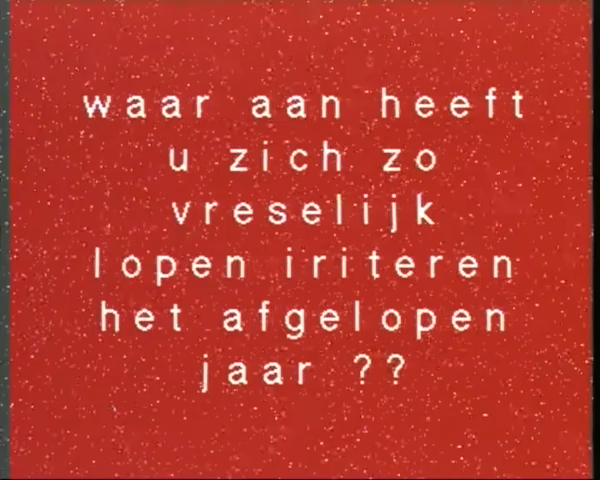 waar aan heeft
u zich zo
vreselijk
lopen iriteren
het afgelopen
jaar ??